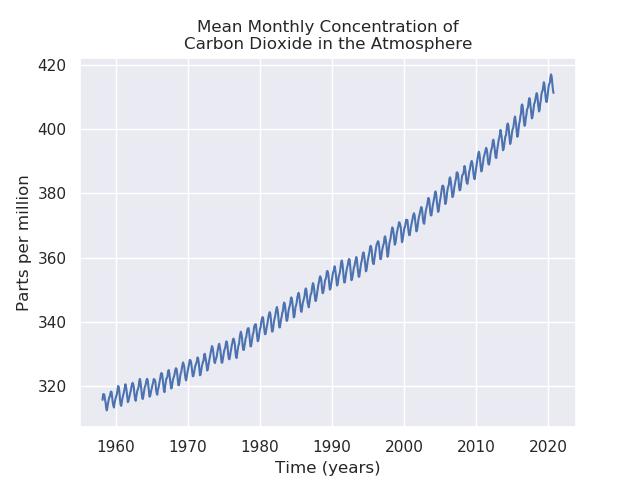 Mean Monthly Concentration of
Carbon Dioxide in the Atmosphere
420
400
380
360
340
320
Parts per million
1960 1970 1980 1990 2000 2010 2020
Time (years)